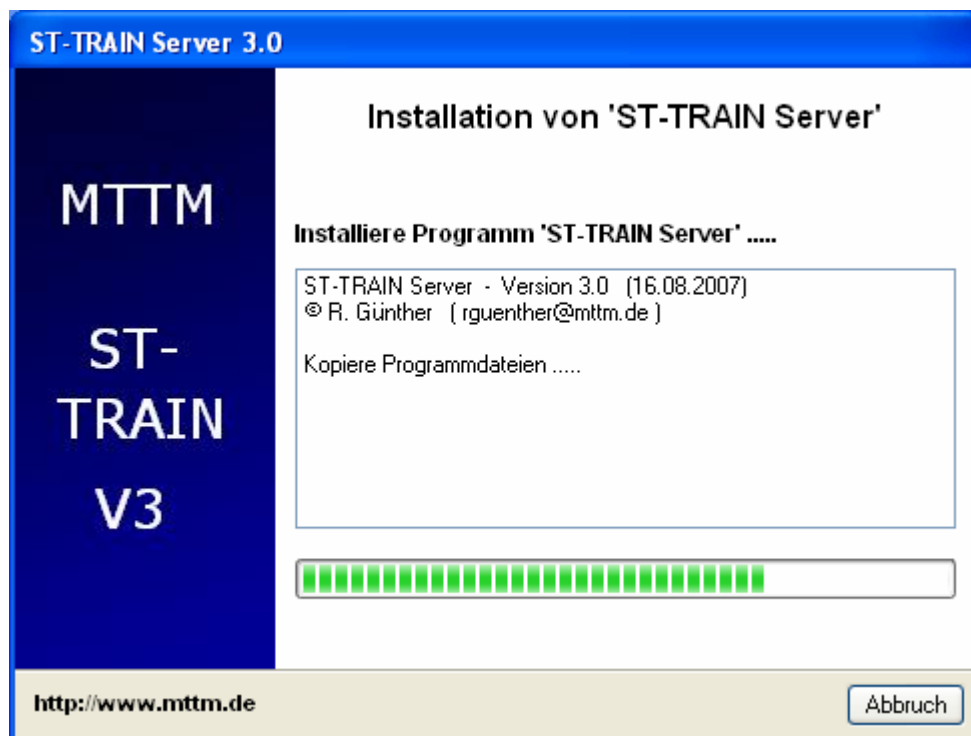 ST-TRAIN Server 3.0
MTTM
ST-
TRAIN
V3
Installation von 'ST-TRAIN Server'
Installiere Programm 'ST-TRAIN Server' .....
ST-TRAIN Server - Version 3.0 (16.08.2007)
© R. Günther ( rguenther@mttm.de )
Kopiere Programmdateien .....
http://www.mttm.de
Abbruch